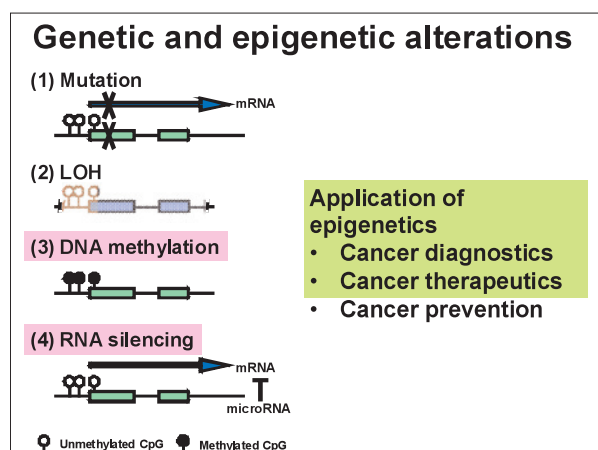 Genetic and epigenetic alterations
(1) Mutation
mRNA
(2) LOH
(3) DNA methylation
(4) RNA silencing
mRNA
microRNA
Unmethylated CpG Methylated CpG
Application of
epigenetics
• Cancer diagnostics
• Cancer therapeutics
• Cancer prevention